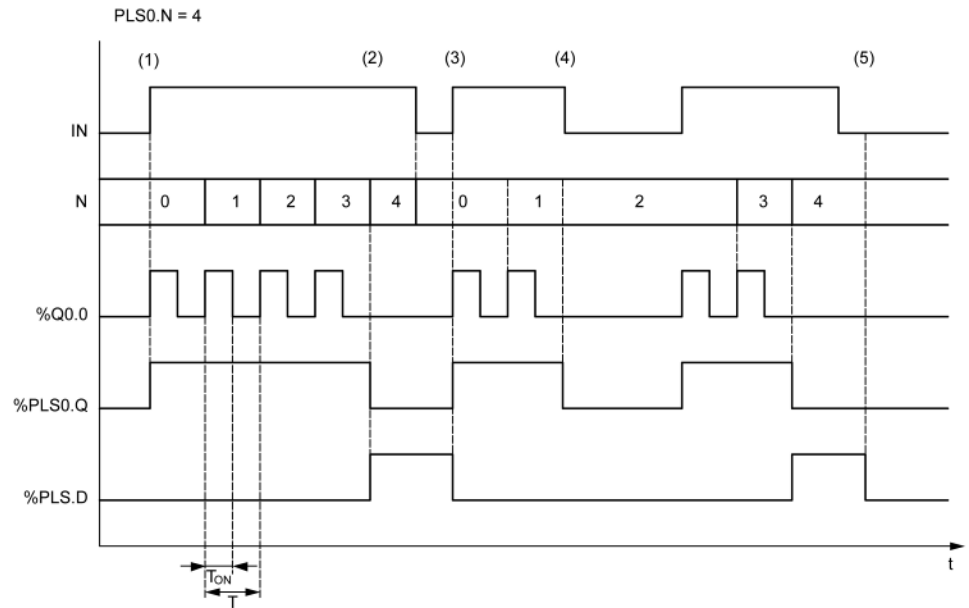 PLS0.N = 4
(1) (2) (3) (4) (5)
IN
N 0 1 2 3 4 0 1 2 3 4
%Q0.0
%PLS0.Q
%PLS.D
t
TON
T